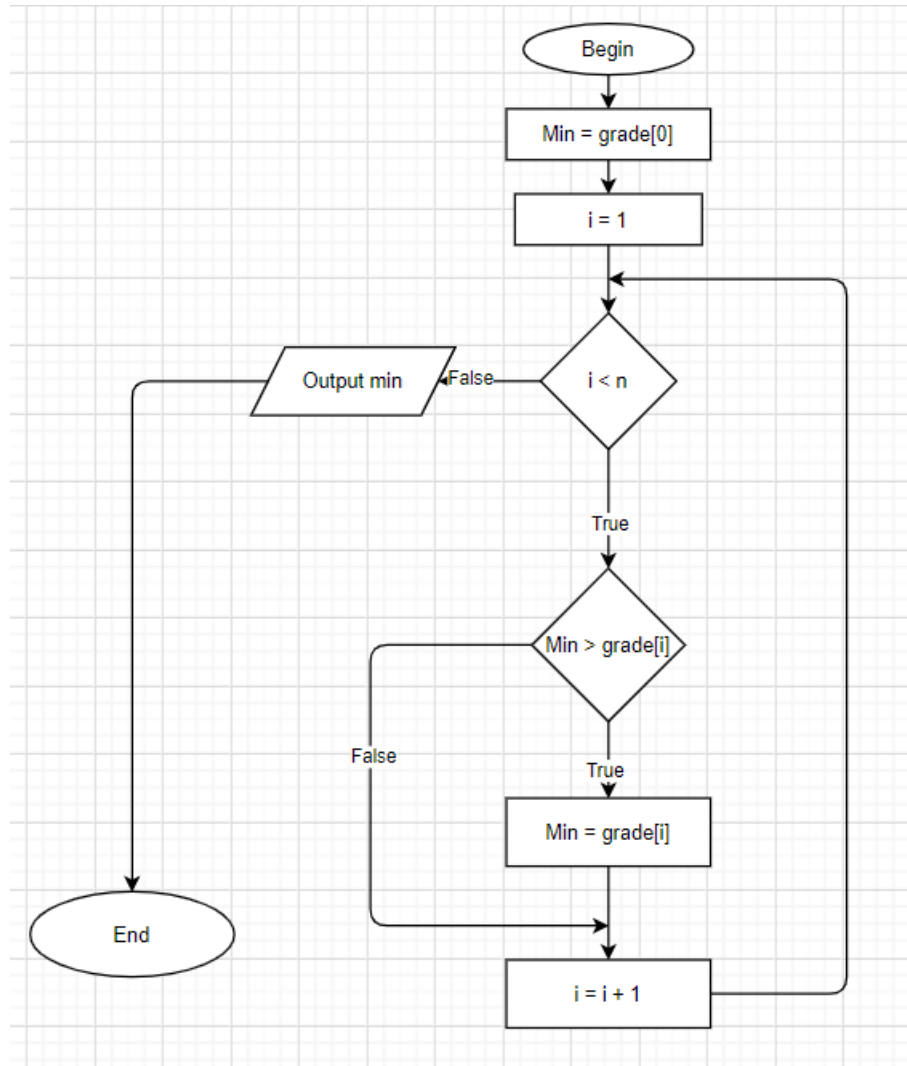 Begin
Min = grade[0]
i = 1
Output min
False
i < n
True
Min > grade[i]
False
True
Min = grade[i]
End
i = i + 1